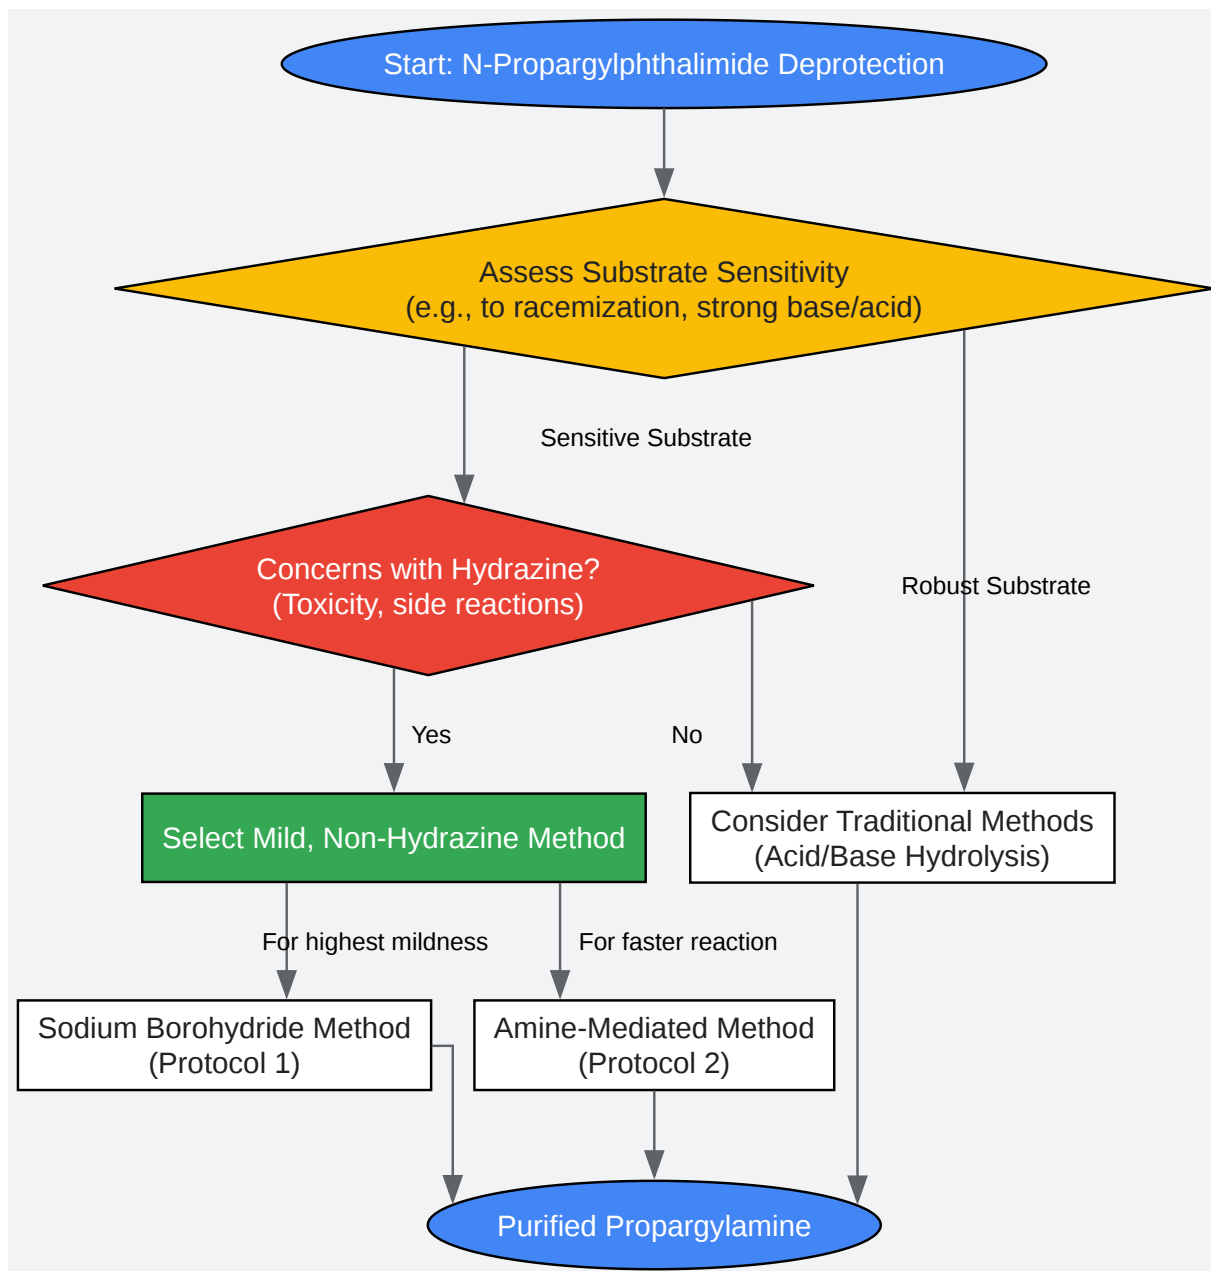 Start: N-Propargylphthalimide Deprotection
Assess Substrate Sensitivity
(e.g., to racemization, strong base/acid)
Sensitive Substrate
Concerns with Hydrazine?
(Toxicity, side reactions)
Robust Substrate
Yes
No
Select Mild, Non-Hydrazine Method
Consider Traditional Methods
(Acid/Base Hydrolysis)
For highest mildness
For faster reaction
Sodium Borohydride Method
(Protocol 1)
Amine-Mediated Method
(Protocol 2)
Purified Propargylamine